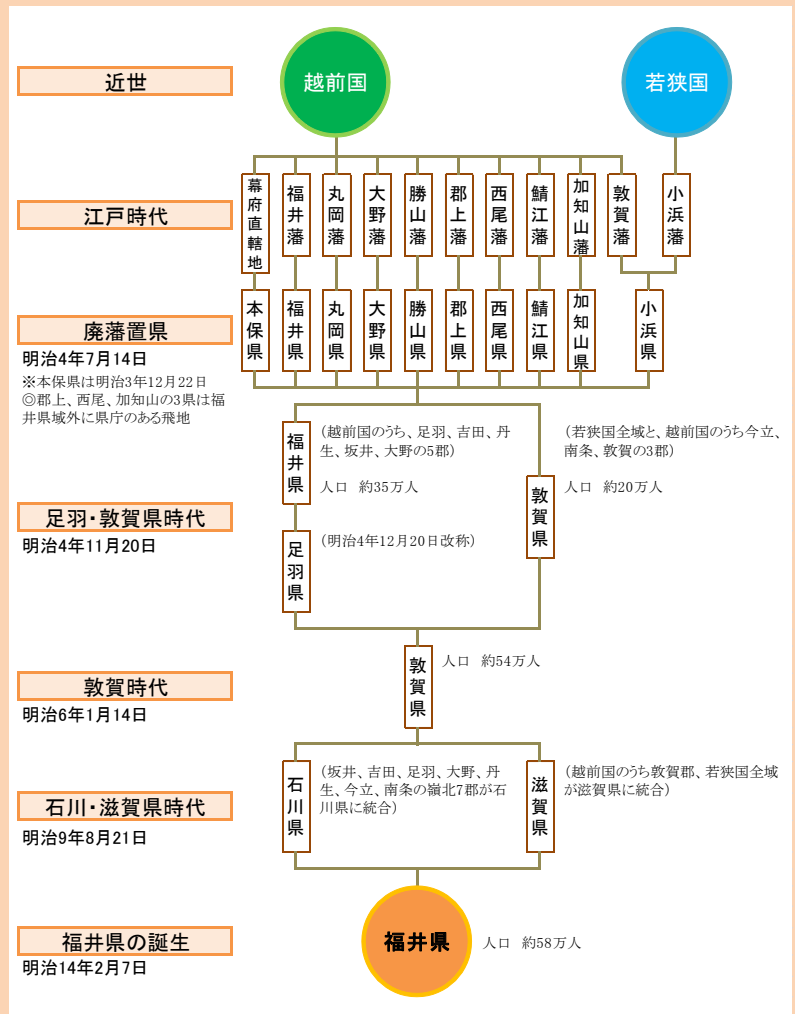 近世
越前国
若狭国
江戸時代
幕府直轄地
福井藩
丸岡藩
大野藩
勝山藩
郡上藩
西尾藩
鯖江藩
加知山藩
敦賀藩
小浜藩
廃藩置県
明治4年7月14日
※本保県は明治3年12月22日
◎郡上、西尾、加知山の3県は福
井県域外に県庁のある飛地
本保県
福井県
丸岡県
大野県
勝山県
郡上県
西尾県
鯖江県
加知山県
小浜県
足羽・敦賀県時代
明治4年11月20日
福井県
（越前国のうち、足羽、吉田、丹
生、坂井、大野の5郡）
人口 約35万人
敦賀県
（若狭国全域と、越前国のうち今立、
南条、敦賀の3郡）
人口 約20万人
足羽県
（明治4年12月20日改称）
敦賀時代
明治6年1月14日
敦賀県
人口 約54万人
石川・滋賀県時代
明治9年8月21日
石川県
（坂井、吉田、足羽、大野、丹
生、今立、南条の嶺北7郡が石
川県に統合）
滋賀県
（越前国のうち敦賀郡、若狭国全域
が滋賀県に統合）
福井県の誕生
明治14年2月7日
福井県
人口 約58万人